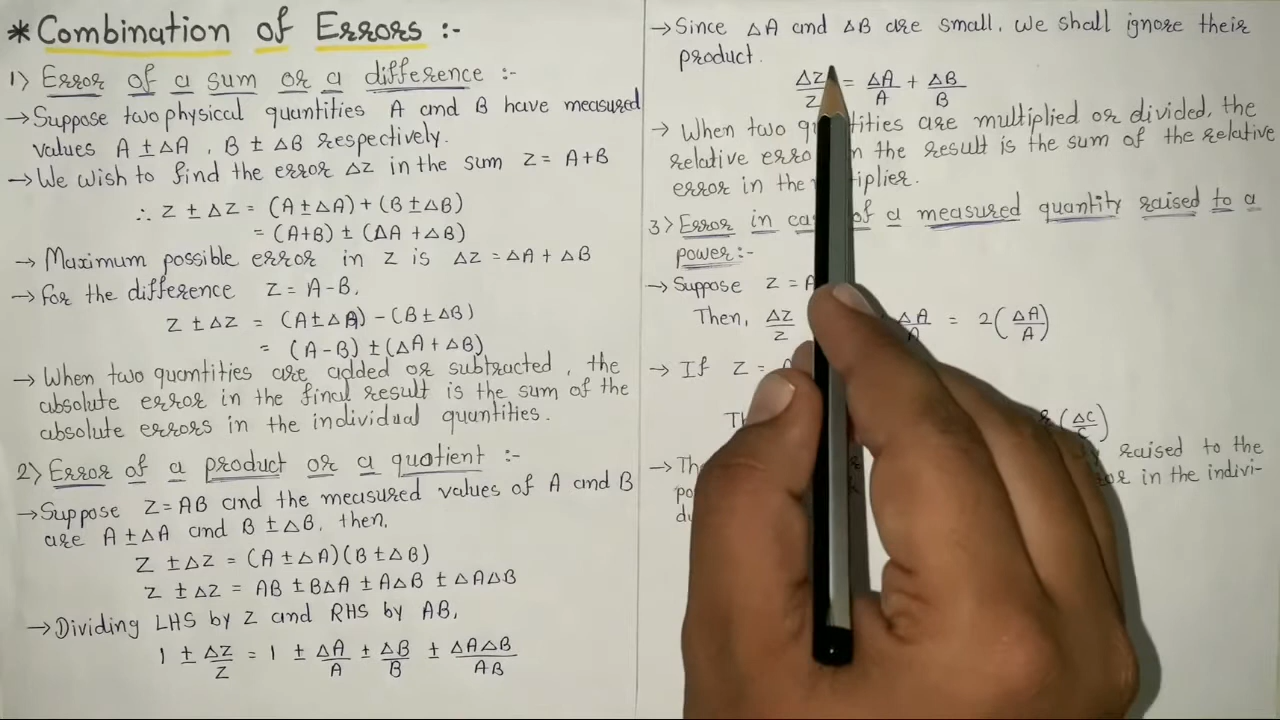 * Combination of Errors :-
1) Error of a sum or a difference :-
→ Suppose two physical quantities A and B have measured
values A ± ΔA , B ± ΔB respectively.
→ We wish to find the error ΔZ in the sum Z = A+B
∴ Z ± ΔZ = (A ± ΔA) + (B ± ΔB)
= (A+B) ± (ΔA + ΔB)
→ Maximum possible error in Z is ΔZ = ΔA + ΔB
→ For the difference Z = A-B,
Z ± ΔZ = (A ± ΔA) - (B ± ΔB)
= (A-B) ± (ΔA + ΔB)
→ When two quantities are added or subtracted, the
absolute error in the final result is the sum of the
absolute errors in the individual quantities.
2) Error of a product or a quotient :-
→ Suppose Z = AB and the measured values of A and B
are A ± ΔA and B ± ΔB, then,
Z ± ΔZ = (A ± ΔA)(B ± ΔB)
Z ± ΔZ = AB ± BΔA ± AΔB ± ΔAΔB
→ Dividing LHS by Z and RHS by AB,
1 ± ΔZ/Z = 1 ± ΔA/A ± ΔB/B ± ΔAΔB/AB
→ Since ΔA and ΔB are small, we shall ignore their
product.
ΔZ/Z = ΔA/A + ΔB/B
→ When two are multiplied or divided, the
relative in the result is the sum of the relative
error in the
3) Error in of a measured quantity raised to a
power :-
→ Suppose Z =
Then, ΔZ/Z ΔA/A = 2(ΔA/A)
→ If Z =
(ΔC/C)
→ raised to the
in the indivi-